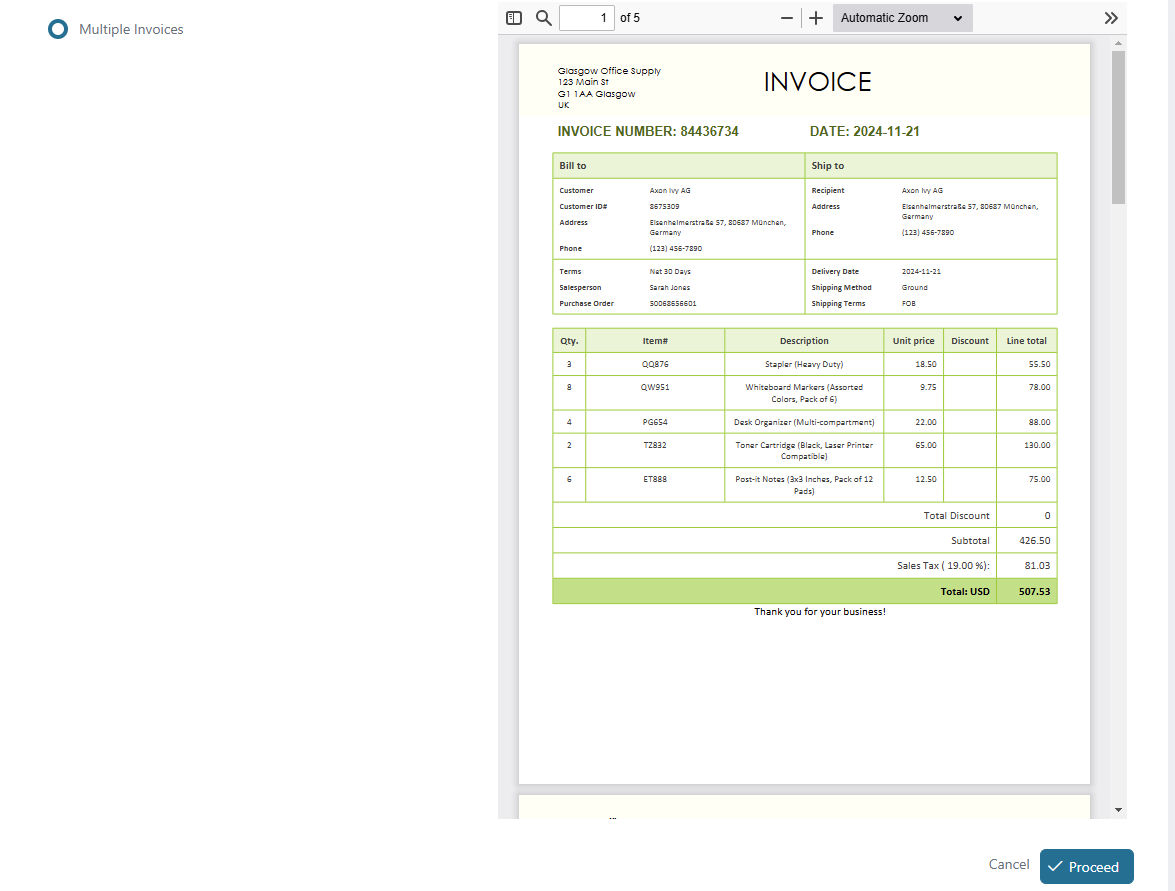 Multiple Invoices
1 of 5 Automatic Zoom
Glasgow Office Supply
123 Main St
G1 1AA Glasgow
UK
INVOICE
INVOICE NUMBER: 84436734 DATE: 2024-11-21
Bill to
Customer Axon Ivy AG
Customer ID# 8675309
Address Eisenheimerstraße 57, 80687 München,
Germany
Phone (123) 456-7890
Ship to
Recipient Axon Ivy AG
Address Eisenheimerstraße 57, 80687 München,
Germany
Phone (123) 456-7890
Terms Net 30 Days
Salesperson Sarah Jones
Purchase Order 50068656601
Delivery Date 2024-11-21
Shipping Method Ground
Shipping Terms FOB
Qty. Item# Description Unit price Discount Line total
3 QQ876 Stapler (Heavy Duty) 18.50 55.50
8 QW951 Whiteboard Markers (Assorted 9.75 78.00
Colors, Pack of 6)
4 PG654 Desk Organizer (Multi-compartment) 22.00 88.00
2 TZ832 Toner Cartridge (Black, Laser Printer 65.00 130.00
Compatible)
6 ET888 Post-it Notes (3x3 Inches, Pack of 12 12.50 75.00
Pads)
Total Discount 0
Subtotal 426.50
Sales Tax ( 19.00 %): 81.03
Total: USD 507.53
Thank you for your business!
Cancel Proceed